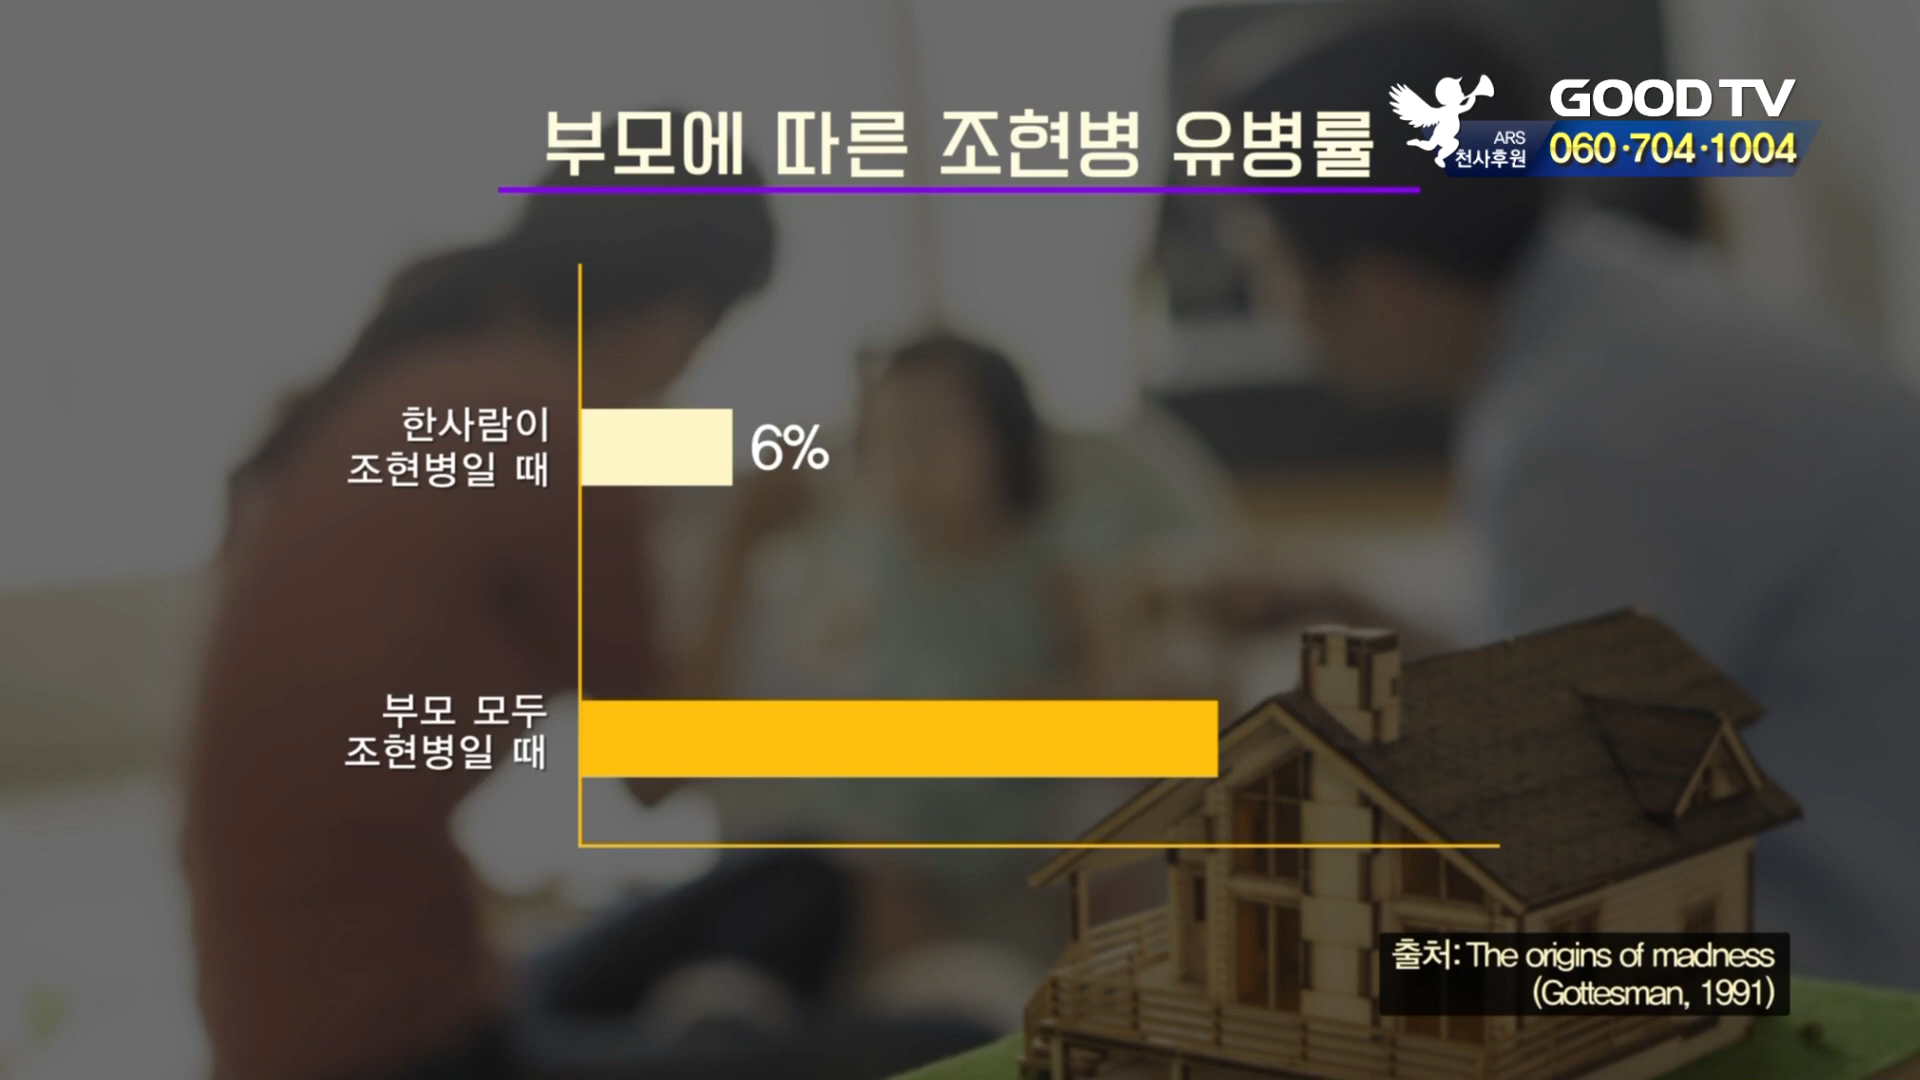 부모에 따른 조현병 유병률
GOODTV
ARS
천사후원
060·704·1004
한사람이
조현병일 때
6%
부모 모두
조현병일 때
출처: The origins of madness
(Gottesman, 1991)